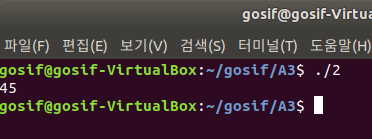 gosif@gosif-Virtu
파일(F) 편집(E) 보기(V) 검색(S) 터미널(T) 도움말(H)
gosif@gosif-VirtualBox:~/gosif/A3$ ./2
45
gosif@gosif-VirtualBox:~/gosif/A3$